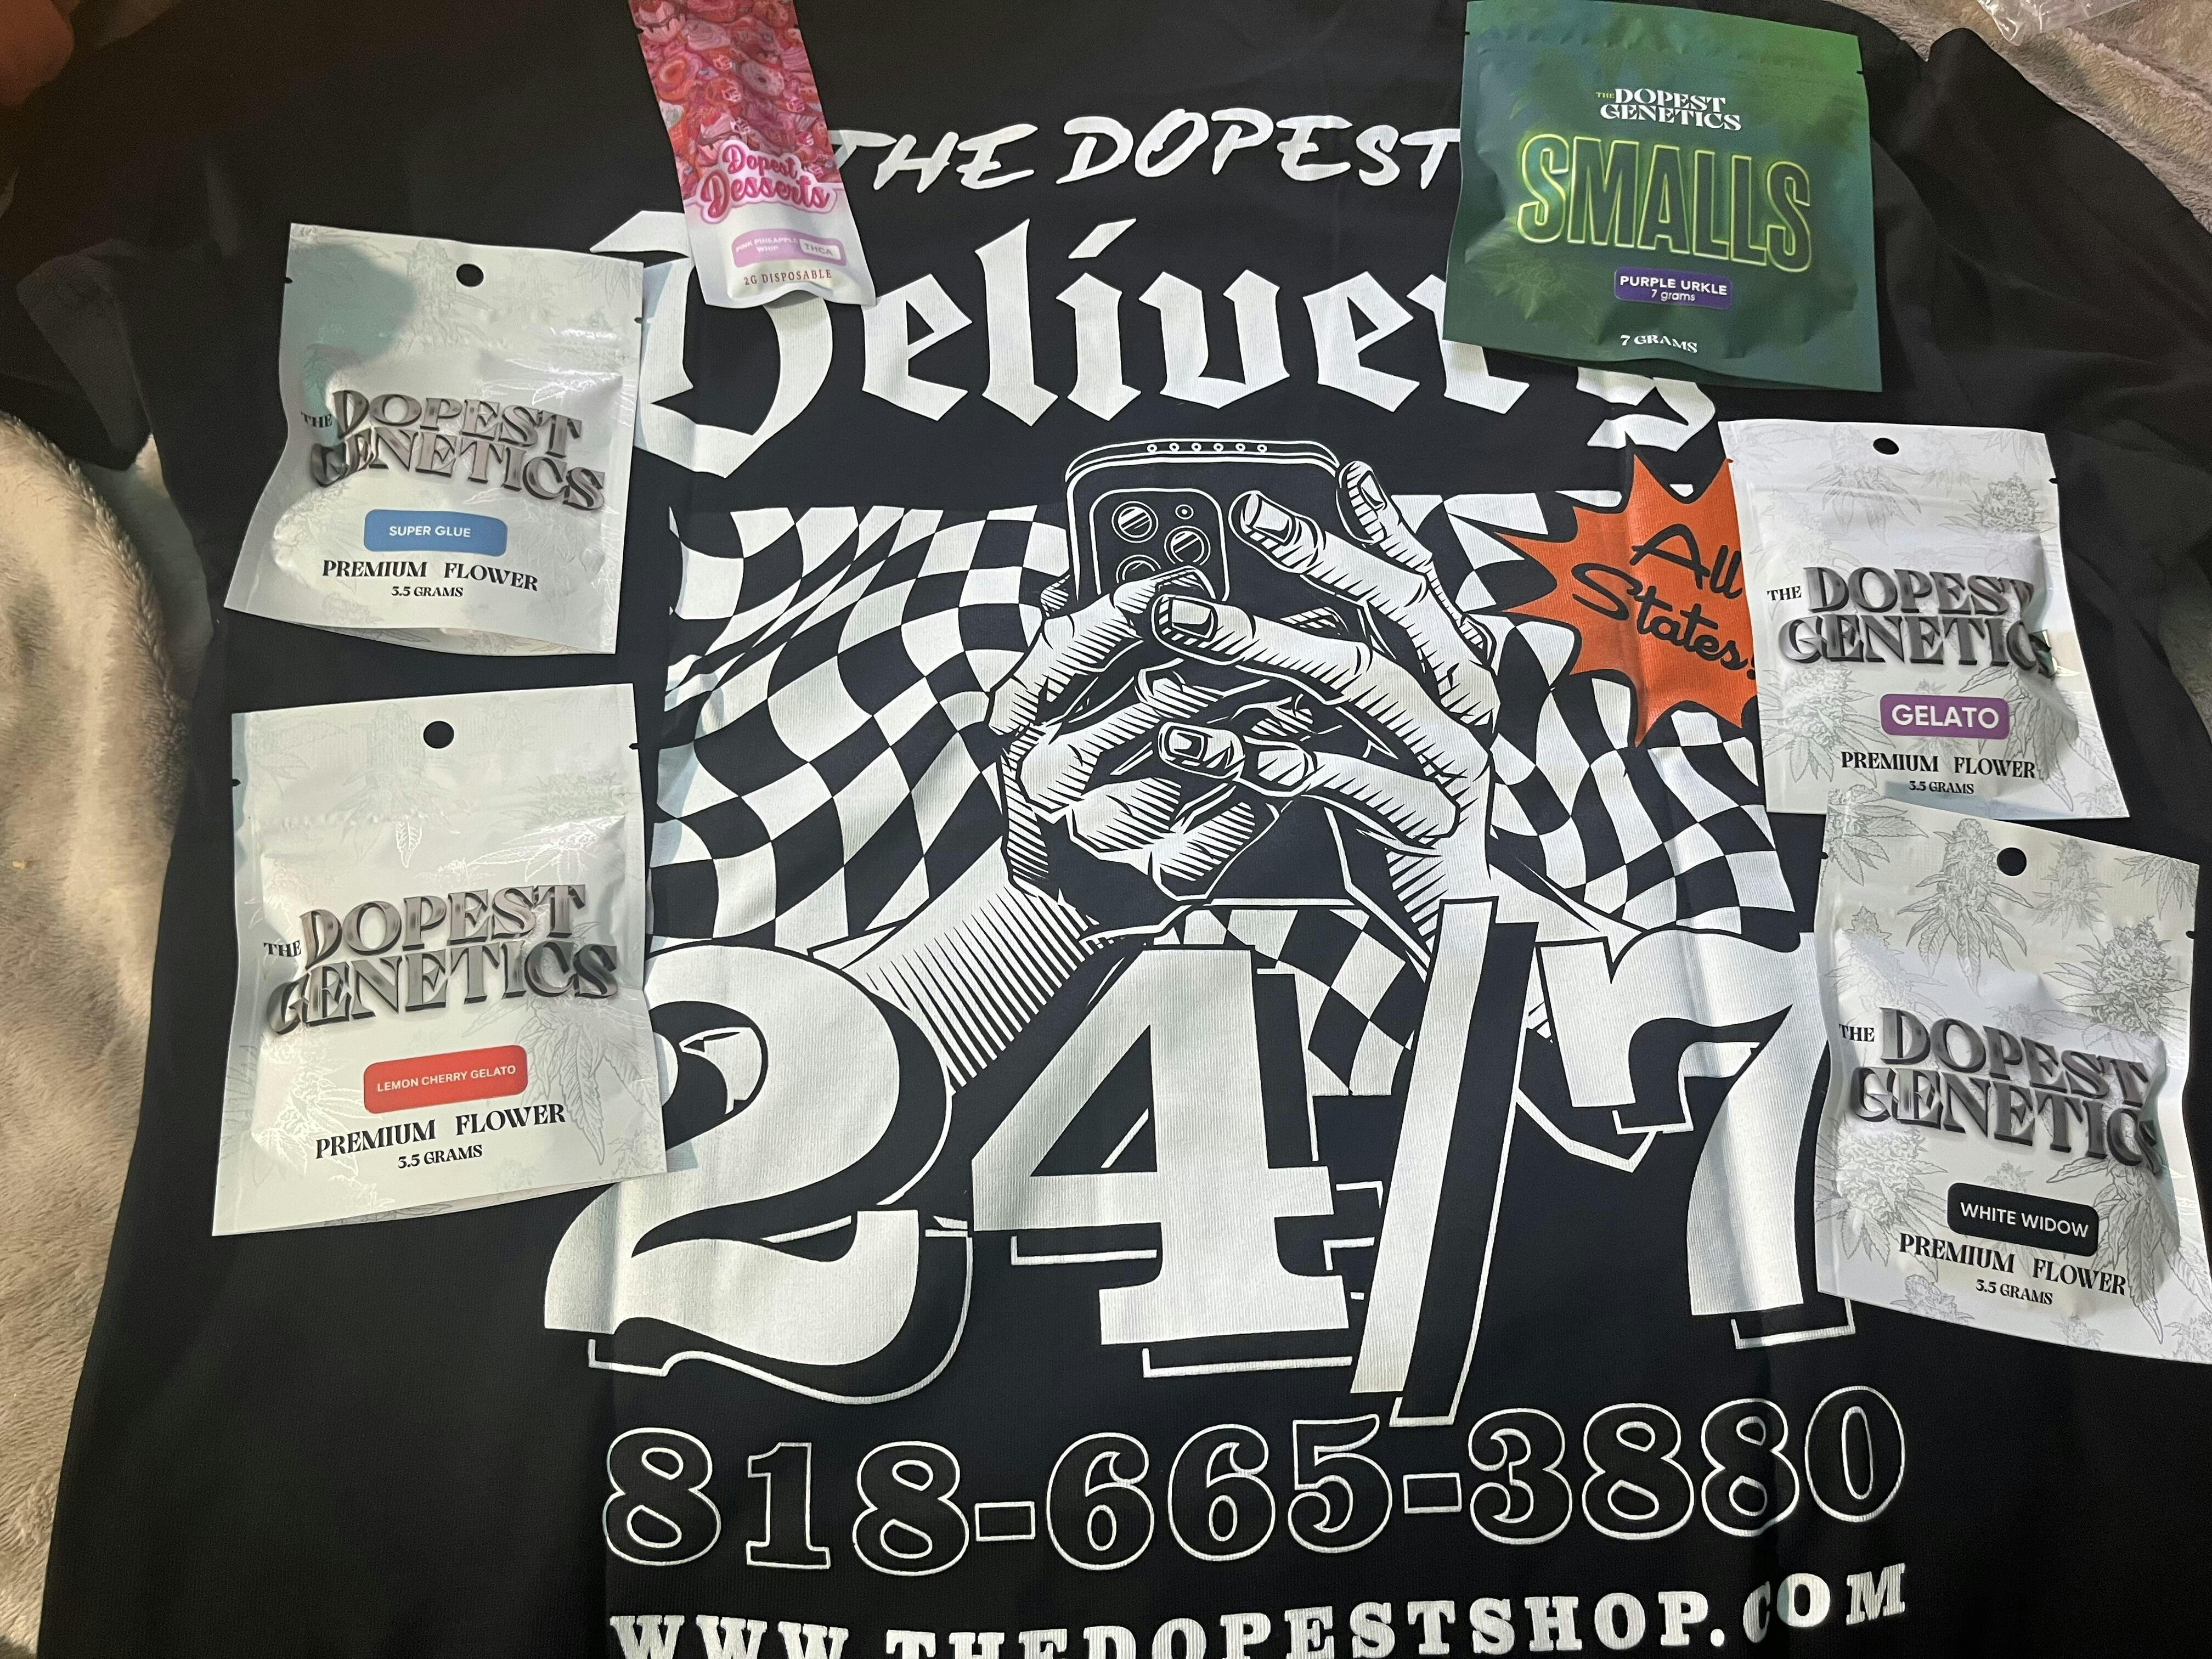 Dopest
Desserts
PINK PINEAPPLE
WHIP
THCA
2G DISPOSABLE
THE DOPEST
GENETICS
SMALLS
PURPLE URKLE
7 grams
7 GRAMS
THE DOPEST
Delivery
THE DOPEST
GENETICS
SUPER GLUE
PREMIUM FLOWER
3.5 GRAMS
All
States!
THE DOPEST
GENETICS
GELATO
PREMIUM FLOWER
3.5 GRAMS
THE DOPEST
GENETICS
LEMON CHERRY GELATO
PREMIUM FLOWER
3.5 GRAMS
24/7
THE DOPEST
GENETICS
WHITE WIDOW
PREMIUM FLOWER
3.5 GRAMS
818-665-3880
WWW.THEDOPESTSHOP.COM